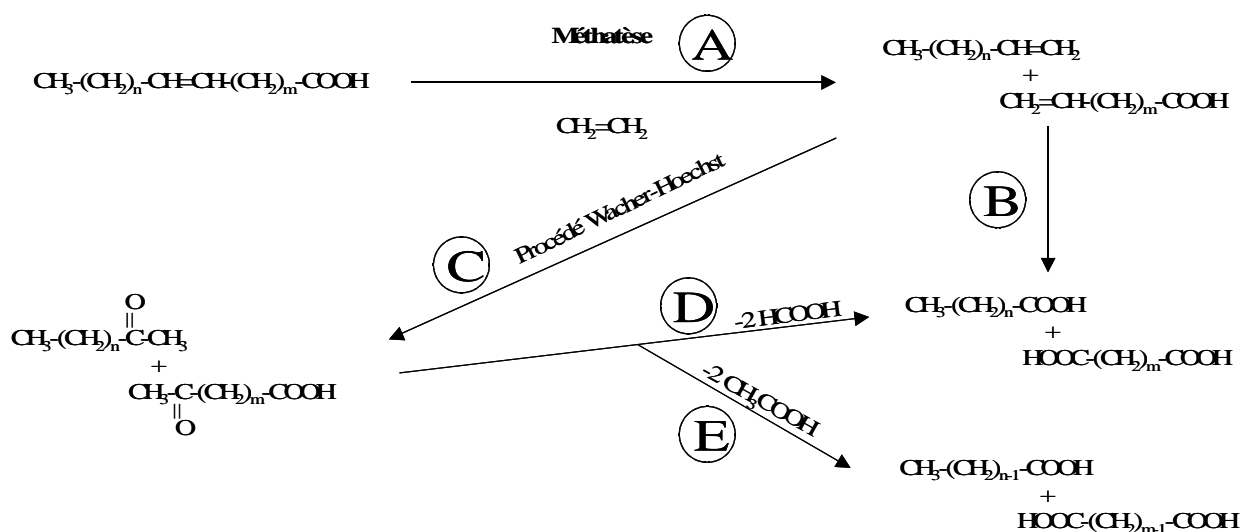 Méthatèse
A
CH₃-(CH₂)ₙ-CH=CH-(CH₂)ₘ-COOH
CH₂=CH₂
CH₃-(CH₂)ₙ-CH=CH₂
+
CH₂=CH-(CH₂)ₘ-COOH
B
Procédé Wacher-Hoechst
C
O
CH₃-(CH₂)ₙ-C-CH₃
+
CH₃-C-(CH₂)ₘ-COOH
O
D
-2 HCOOH
CH₃-(CH₂)ₙ-COOH
+
HOOC-(CH₂)ₘ-COOH
-2 CH₃COOH
E
CH₃-(CH₂)ₙ₋₁-COOH
+
HOOC-(CH₂)ₘ₋₁-COOH